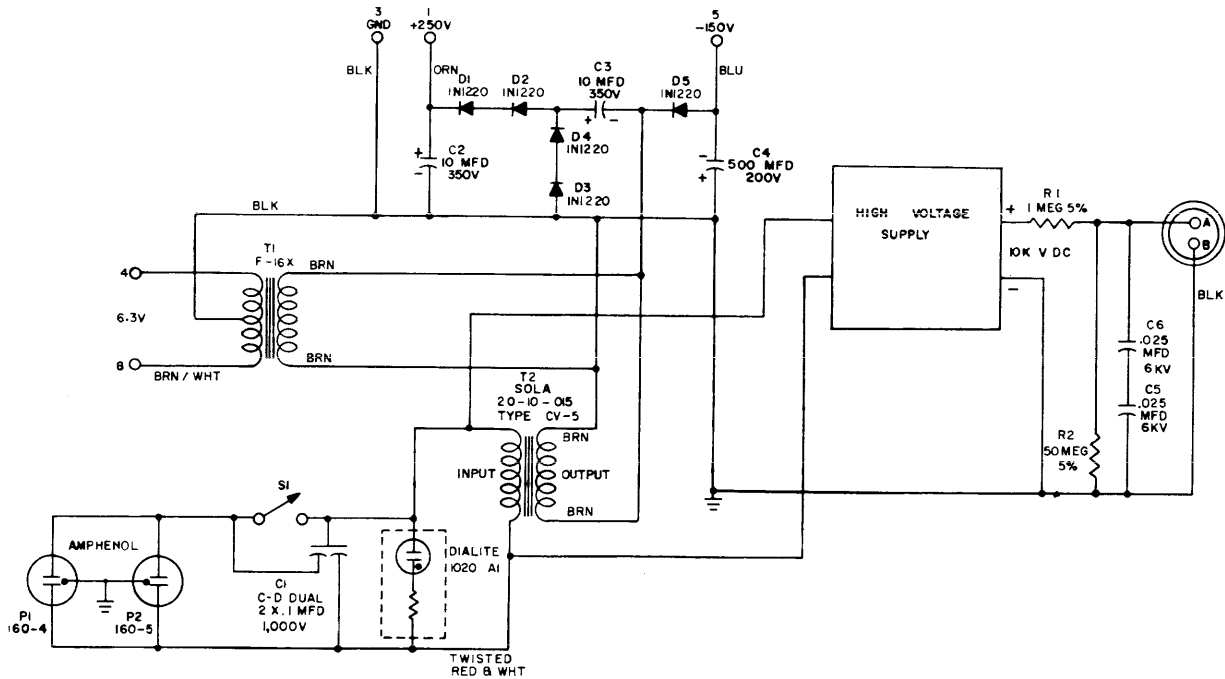 3
GND
1
+250V
5
-150V
BLK
ORN
BLU
D1
1N1220
D2
1N1220
C3
10 MFD
350V
+ -
D5
1N1220
D4
1N1220
D3
1N1220
+
-
C2
10 MFD
350V
-
+
C4
500 MFD
200V
BLK
T1
F-16X
BRN
BRN
4
6.3V
8
BRN / WHT
HIGH VOLTAGE
SUPPLY
+
10K V DC
-
R1
1 MEG 5%
A
B
BLK
C6
.025
MFD
6KV
C5
.025
MFD
6KV
R2
50 MEG
5%
T2
SOLA
20-10-015
TYPE CV-5
BRN
INPUT
OUTPUT
BRN
S1
AMPHENOL
P1
160-4
P2
160-5
C1
C-D DUAL
2 X .1 MFD
1,000V
DIALITE
1020 A1
TWISTED
RED & WHT